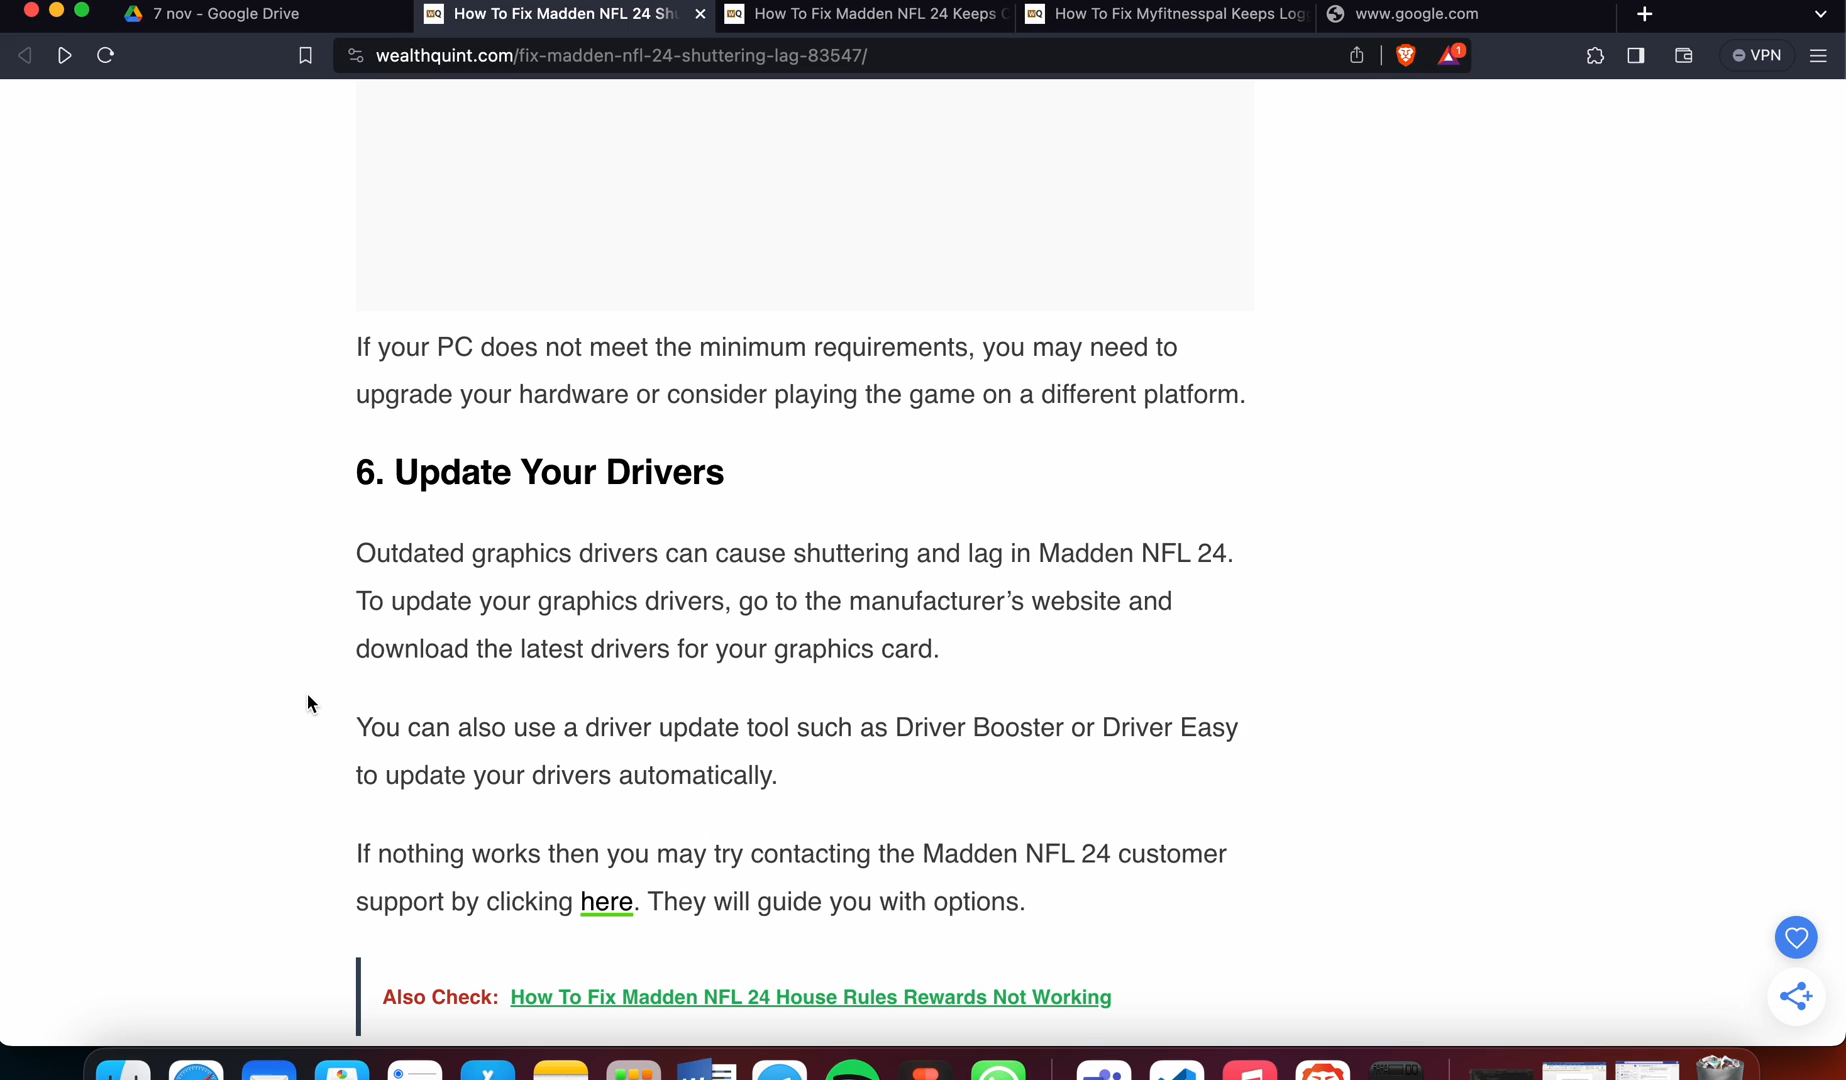 7 nov - Google Drive
WQ How To Fix Madden NFL 24 Sh
WQ How To Fix Madden NFL 24 Keeps
WQ How To Fix Myfitnesspal Keeps Log
www.google.com
wealthquint.com/fix-madden-nfl-24-shuttering-lag-83547/
1
VPN
If your PC does not meet the minimum requirements, you may need to
upgrade your hardware or consider playing the game on a different platform.
6. Update Your Drivers
Outdated graphics drivers can cause shuttering and lag in Madden NFL 24.
To update your graphics drivers, go to the manufacturer’s website and
download the latest drivers for your graphics card.
You can also use a driver update tool such as Driver Booster or Driver Easy
to update your drivers automatically.
If nothing works then you may try contacting the Madden NFL 24 customer
support by clicking here. They will guide you with options.
Also Check: How To Fix Madden NFL 24 House Rules Rewards Not Working